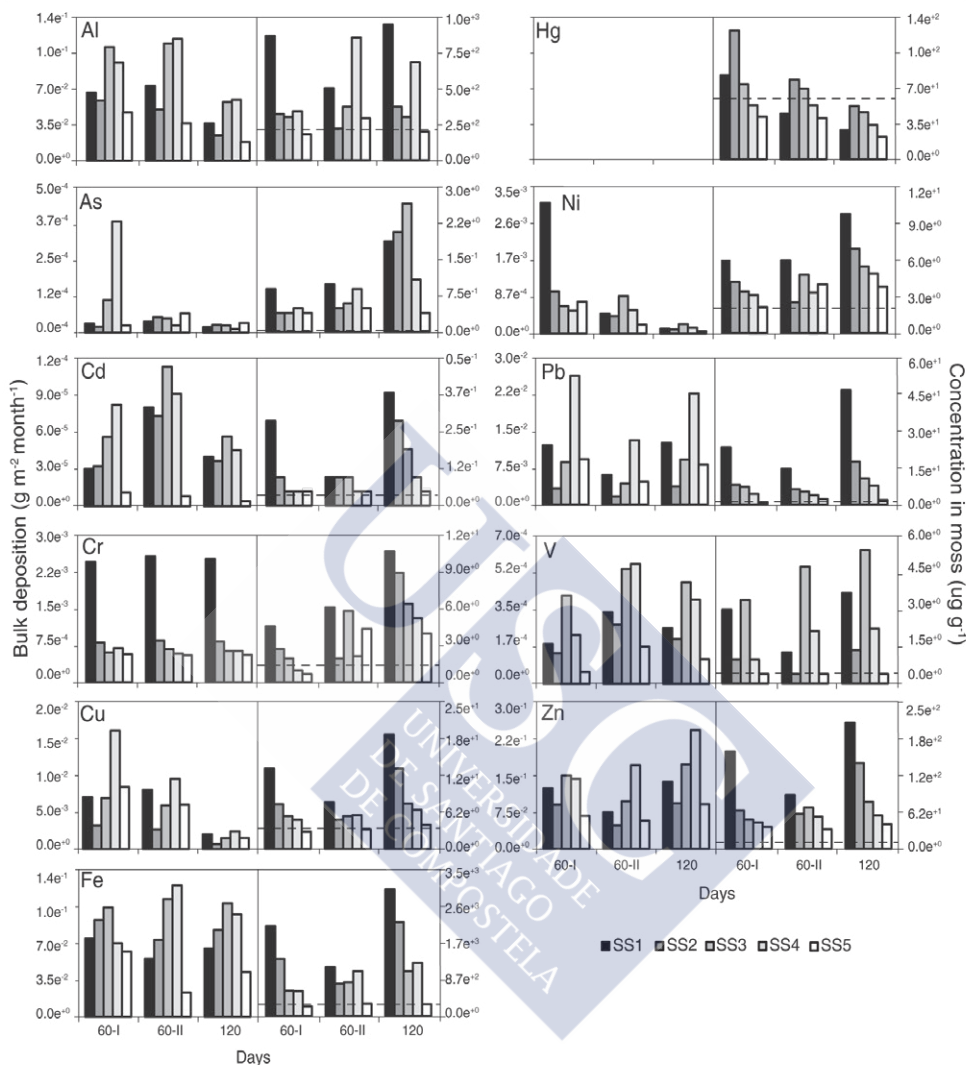 Al
1.4e⁻¹
1.0e⁻¹
7.0e⁻²
3.5e⁻²
0.0e⁺⁰
1.0e⁺³
7.5e⁺²
5.0e⁺²
2.5e⁺²
0.0e⁺⁰
Hg
2.0e⁺²
1.5e⁺²
1.0e⁺²
5.0e⁺¹
0.0e⁺⁰
As
5.0e⁻⁴
3.7e⁻⁴
2.5e⁻⁴
1.2e⁻⁴
0.0e⁻⁴
3.0e⁺⁰
2.2e⁺⁰
1.5e⁻¹
7.5e⁻¹
0.0e⁺⁰
Ni
3.5e⁻³
2.6e⁻³
1.7e⁻³
8.7e⁻⁴
0.0e⁺⁰
1.2e⁺¹
9.0e⁺⁰
6.0e⁺⁰
3.0e⁺⁰
0.0e⁺⁰
Cd
1.2e⁻⁴
9.0e⁻⁵
6.0e⁻⁵
3.0e⁻⁵
0.0e⁺⁰
0.5e⁻¹
3.7e⁻¹
2.5e⁻¹
1.2e⁻¹
0.0e⁺⁰
Pb
3.0e⁻²
2.2e⁻²
1.5e⁻²
7.5e⁻³
0.0e⁺⁰
6.0e⁺¹
4.5e⁺¹
3.0e⁺¹
1.5e⁺¹
0.0e⁺⁰
Bulk deposition (g m⁻² month⁻¹)
Concentration in moss (ug g⁻¹)
Cr
3.0e⁻³
2.2e⁻³
1.5e⁻³
7.5e⁻⁴
0.0e⁺⁰
1.2e⁺¹
9.0e⁺⁰
6.0e⁺⁰
3.0e⁺⁰
0.0e⁺⁰
V
7.0e⁻⁴
5.2e⁻⁴
3.5e⁻⁴
1.7e⁻⁴
0.0e⁺⁰
6.0e⁺⁰
4.5e⁺⁰
3.0e⁺⁰
1.5e⁺⁰
0.0e⁺⁰
Cu
2.0e⁻²
1.5e⁻²
1.0e⁻²
5.0e⁻³
0.0e⁺⁰
2.5e⁺¹
1.8e⁺¹
1.2e⁺¹
6.2e⁺⁰
0.0e⁺⁰
Zn
3.0e⁻¹
2.2e⁻¹
1.5e⁻¹
7.5e⁻²
0.0e⁺⁰
2.5e⁺²
1.8e⁺²
1.2e⁺²
6.2e⁺¹
0.0e⁺⁰
60-I 60-II 120 60-I 60-II 120
Days
Fe
1.4e⁻¹
1.0e⁻¹
7.0e⁻²
3.5e⁻²
0.0e⁺⁰
3.5e⁺³
2.6e⁺³
1.7e⁺³
8.7e⁺²
0.0e⁺⁰
60-I 60-II 120 60-I 60-II 120
Days
SS1 SS2 SS3 SS4 SS5
USC
UNIVERSIDADE
DE SANTIAGO
DE COMPOSTELA